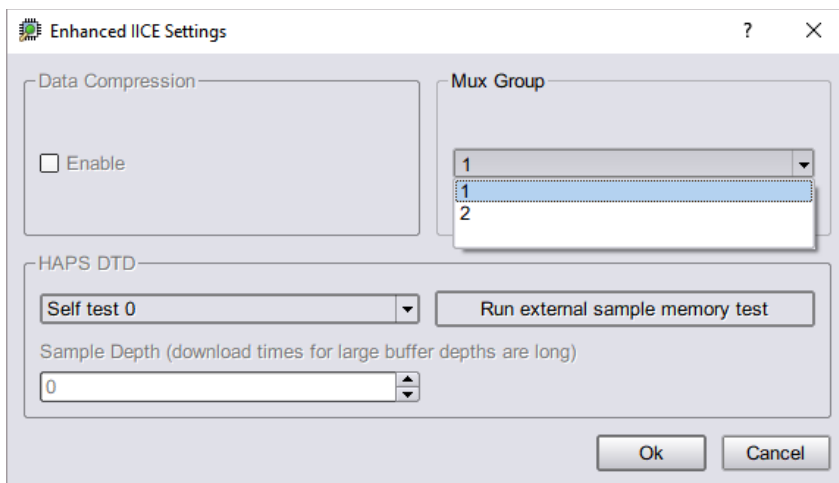 Enhanced IICE Settings
?
Data Compression
Enable
Mux Group
1
1
2
HAPS DTD
Self test 0
Run external sample memory test
Sample Depth (download times for large buffer depths are long)
0
Ok
Cancel